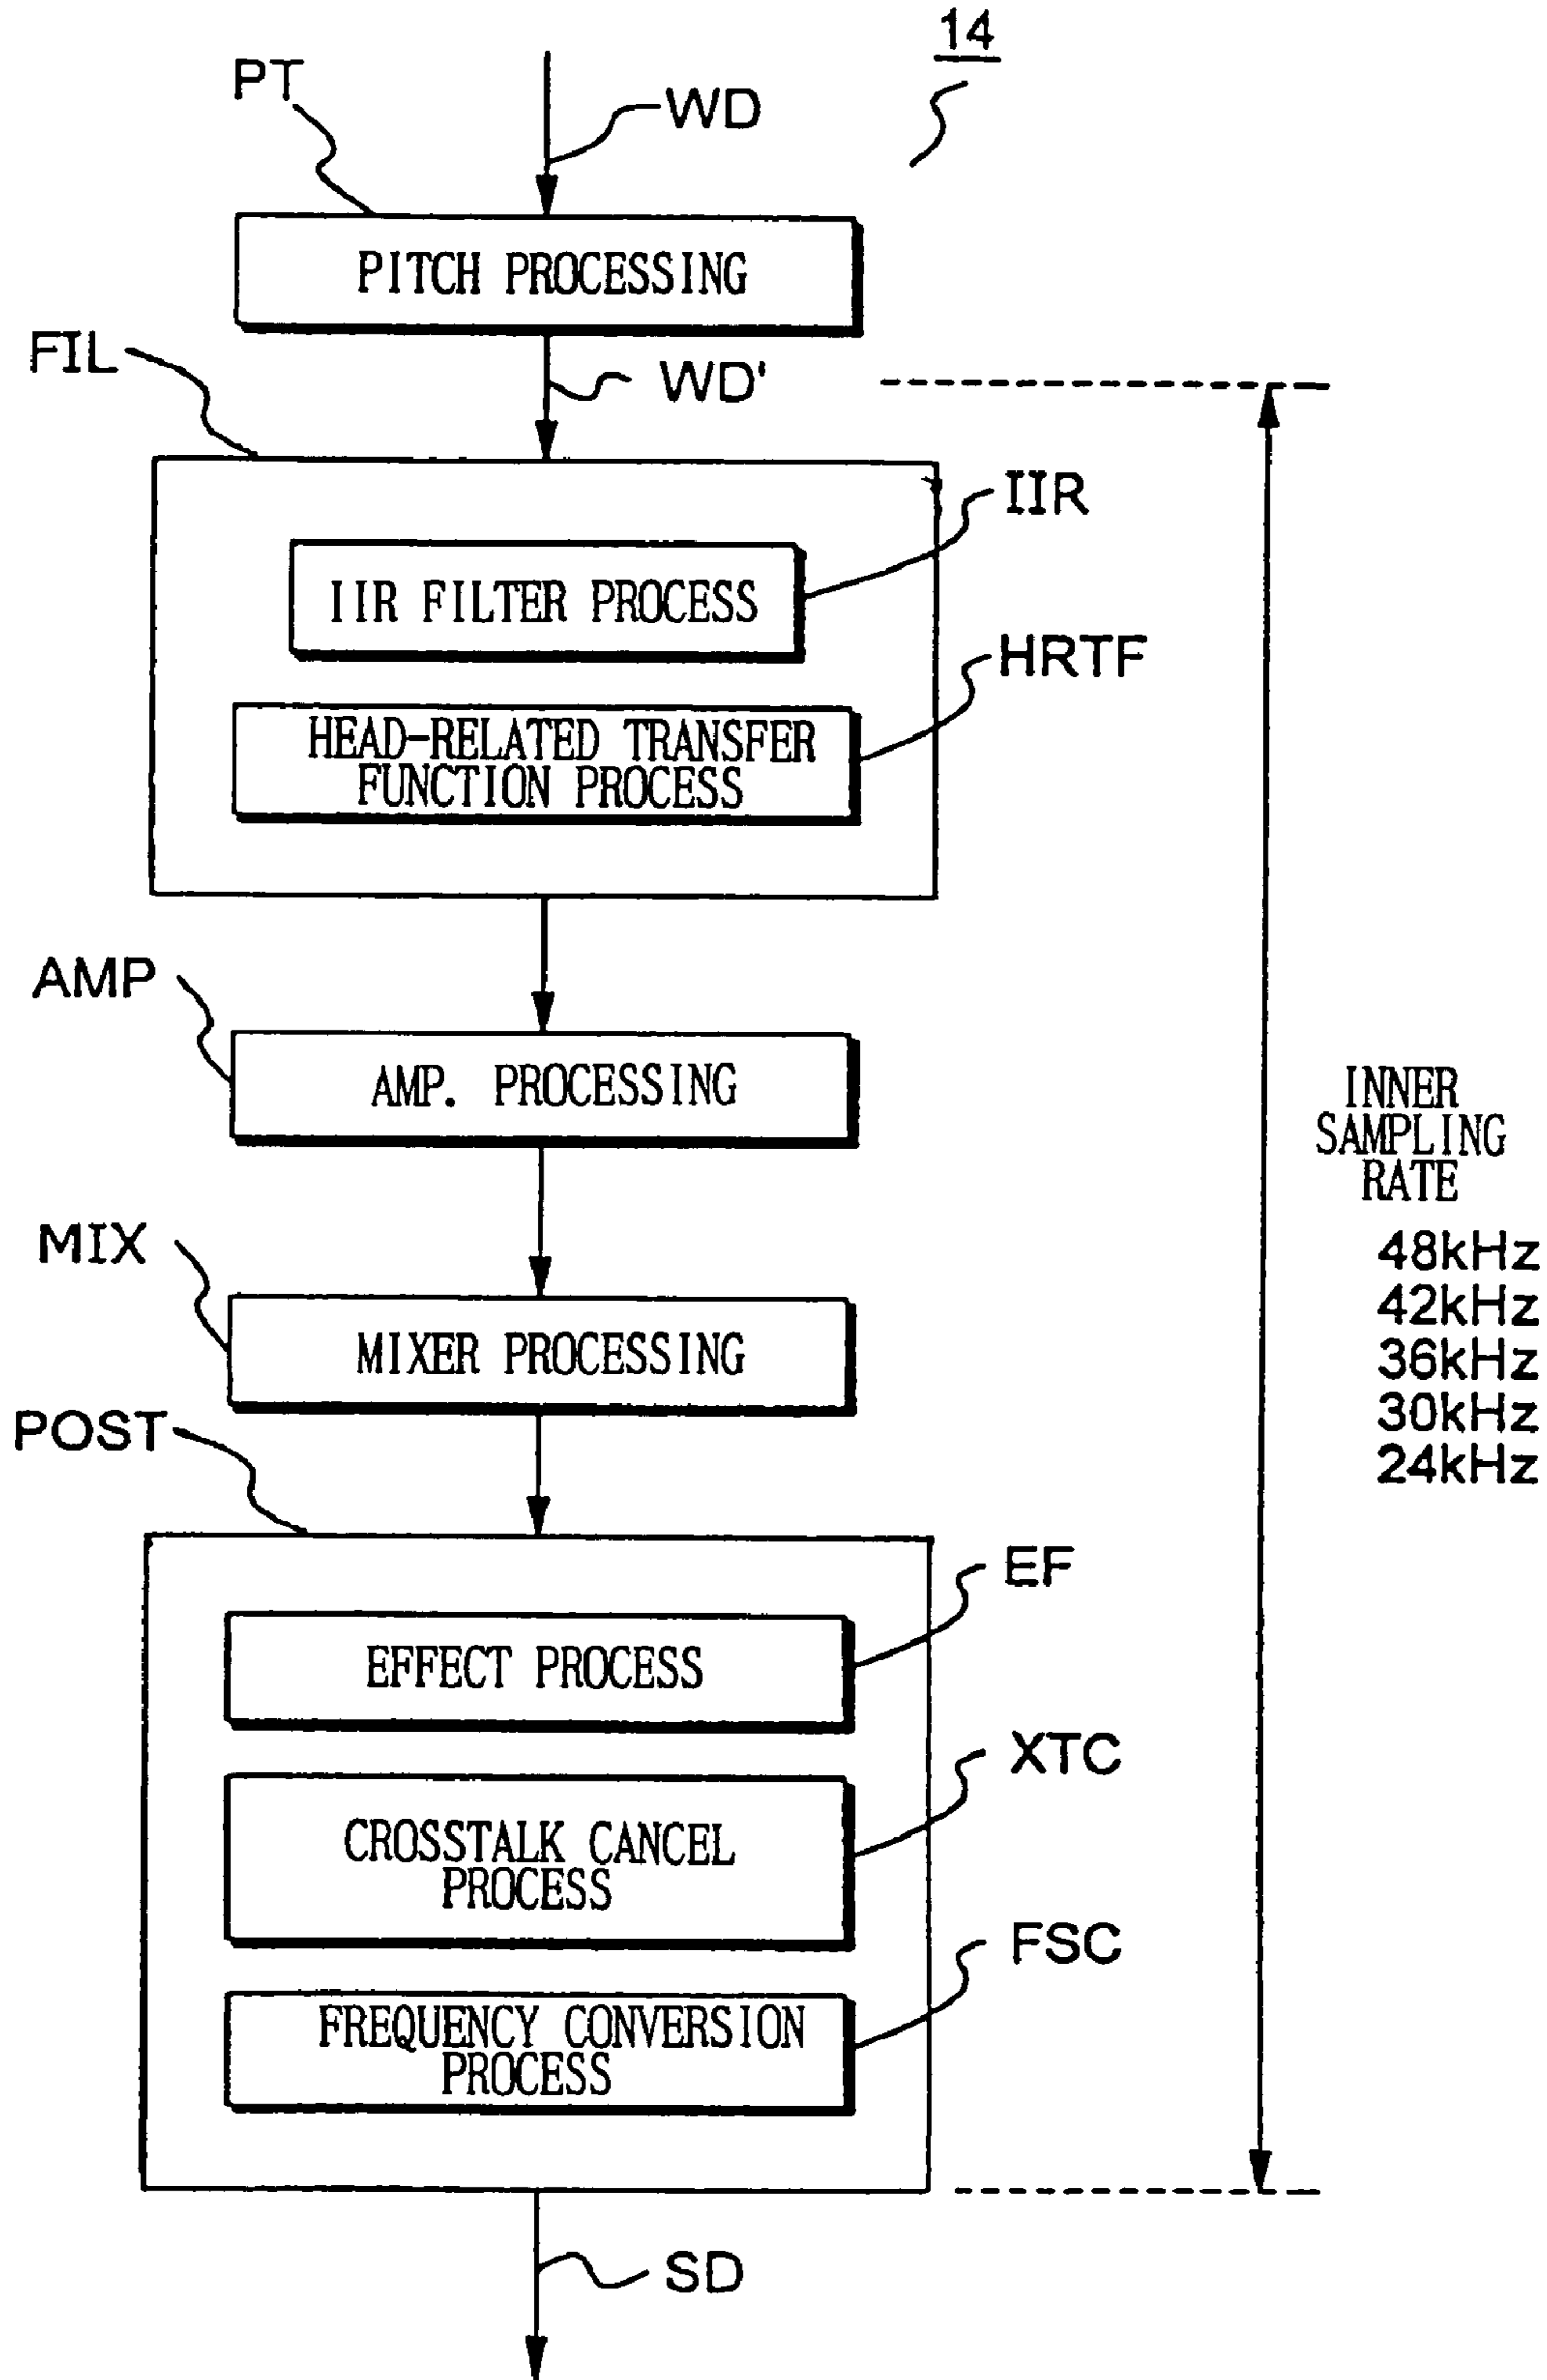 14
PT
WD
PITCH PROCESSING
FIL
WD'
IIR
IIR FILTER PROCESS
HRTF
HEAD-RELATED TRANSFER
FUNCTION PROCESS
AMP
AMP. PROCESSING
INNER
SAMPLING
RATE
48kHz
42kHz
36kHz
30kHz
24kHz
MIX
MIXER PROCESSING
POST
EF
EFFECT PROCESS
XTC
CROSSTALK CANCEL
PROCESS
FSC
FREQUENCY CONVERSION
PROCESS
SD